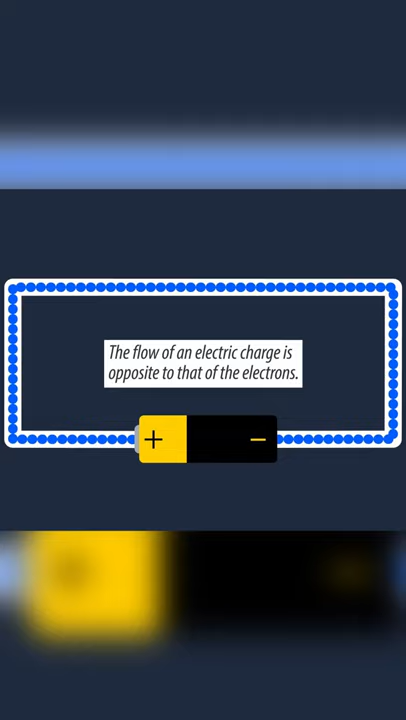 The flow of an electric charge is
opposite to that of the electrons.
+ −